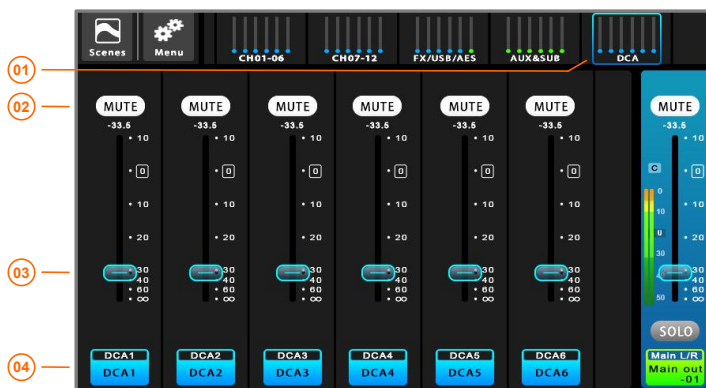 Scenes
Menu
CH01-06
CH07-12
FX/USB/AES
AUX&SUB
DCA
01
02
MUTE MUTE MUTE MUTE MUTE MUTE MUTE
-33.5 -33.5 -33.5 -33.5 -33.5 -33.5 -33.5
10 10 10 10 10 10 10
0 0 0 0 0 0 C 0
0
10 10 10 10 10 10 10 10
20 20 20 20 20 20 U 20
30
03
30 30 30 30 30 30 30
40 40 40 40 40 40 40
60 60 60 60 60 60 60
∞ ∞ ∞ ∞ ∞ ∞ 50 ∞
SOLO
04
DCA1 DCA2 DCA3 DCA4 DCA5 DCA6 Main L/R
DCA1 DCA2 DCA3 DCA4 DCA5 DCA6 Main out
-01